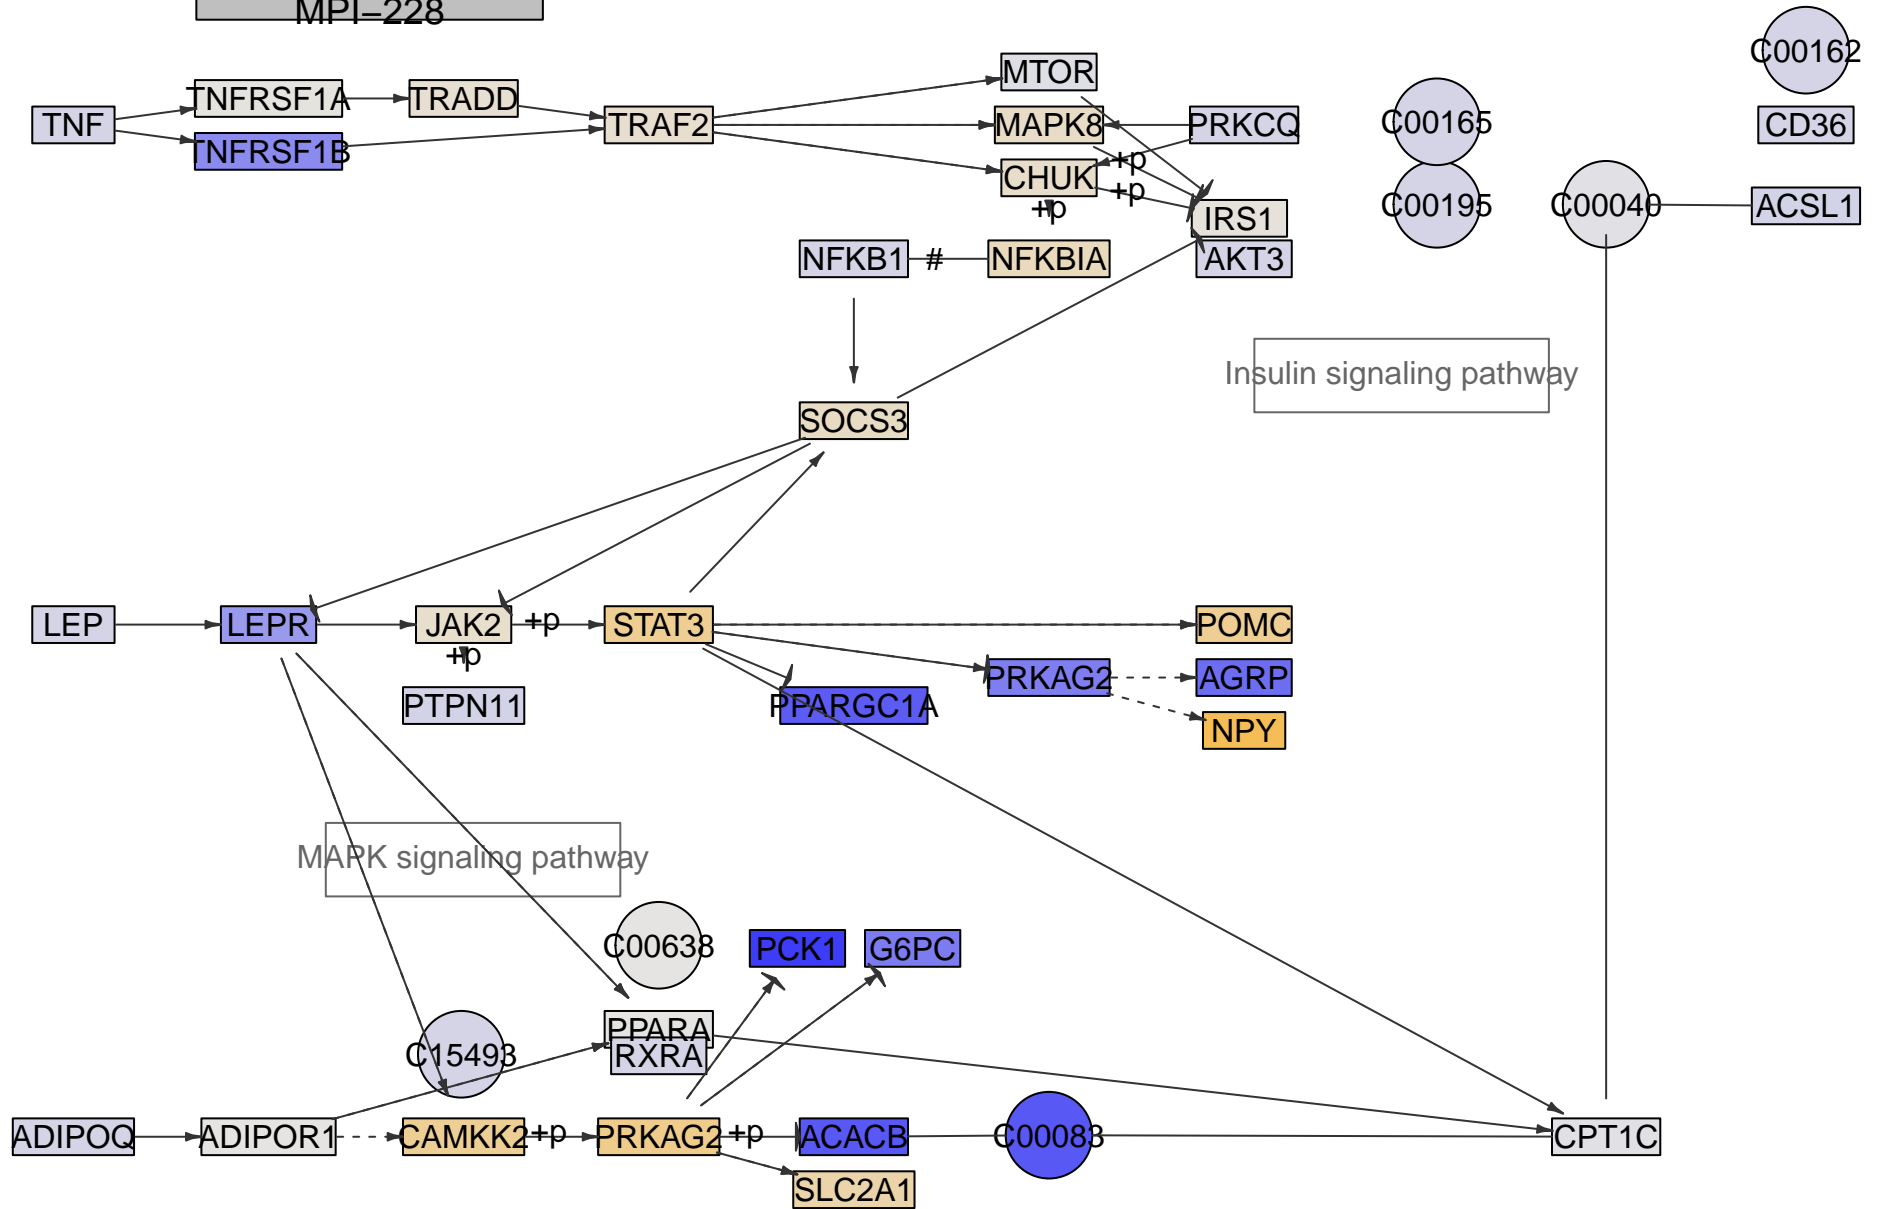 MPI–228
C00162
MTOR
TNFRSF1A
TRADD
TNF
TRAF2
MAPK8
PRKCQ
C00165
CD36
TNFRSF1B
+p
CHUK
+p
+p
IRS1
C00195
C00040
ACSL1
NFKB1
#
NFKBIA
AKT3
Insulin signaling pathway
SOCS3
LEP
LEPR
JAK2
+p
STAT3
POMC
+p
PRKAG2
AGRP
PTPN11
PPARGC1A
NPY
MAPK signaling pathway
C00638
PCK1
G6PC
PPARA
C15493
RXRA
ADIPOQ
ADIPOR1
CAMKK2
+p
PRKAG2
+p
ACACB
C00083
CPT1C
SLC2A1